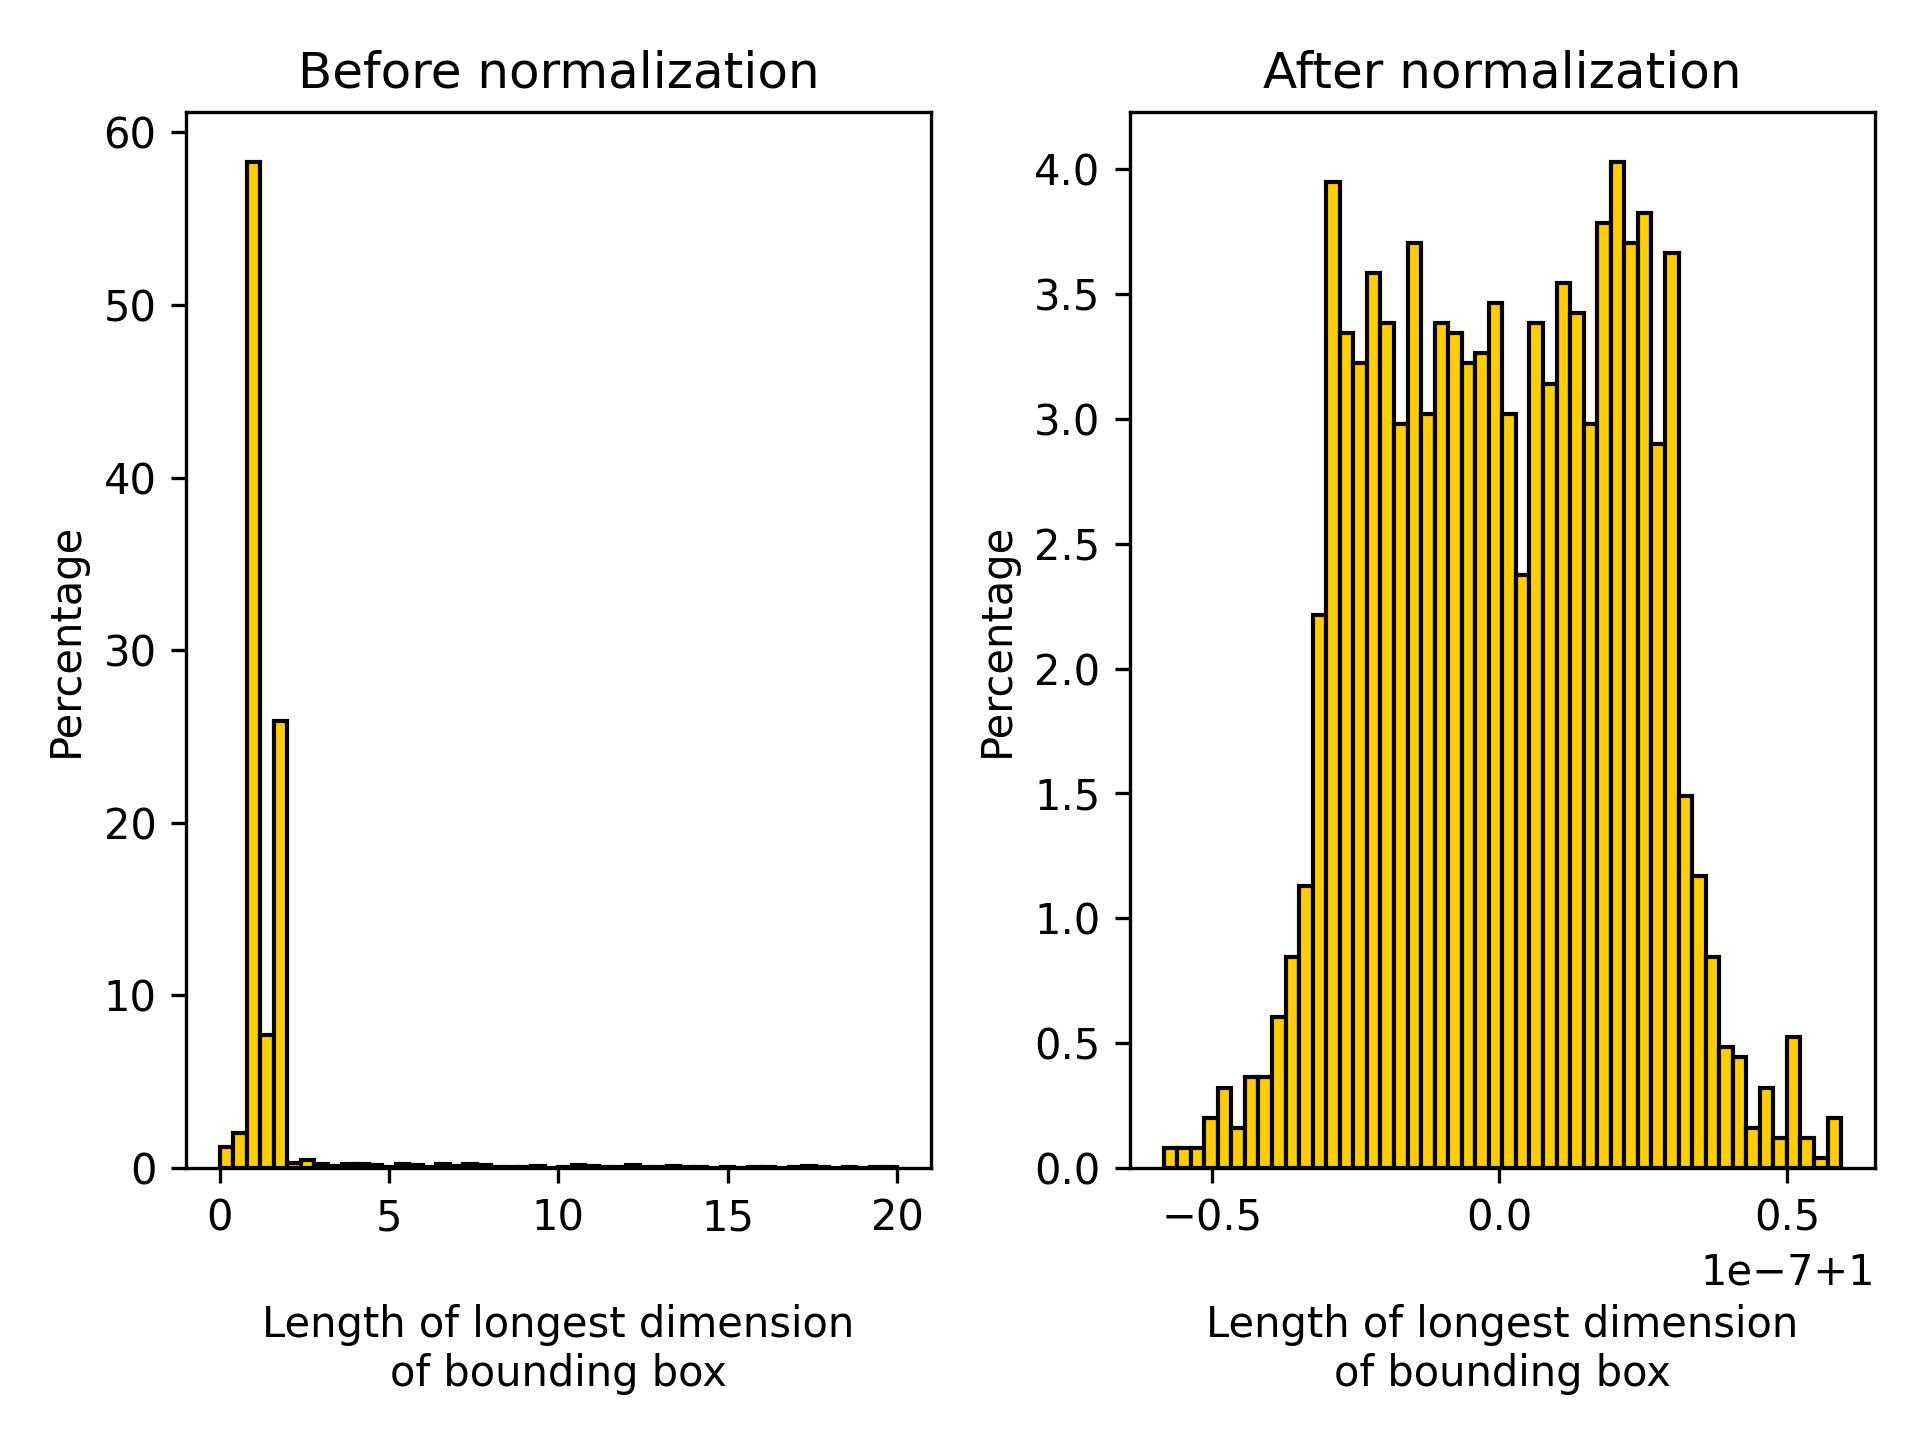 Before normalization
60
50
40
30
20
10
0
Percentage
0 5 10 15 20
Length of longest dimension
of bounding box
After normalization
4.0
3.5
3.0
2.5
2.0
1.5
1.0
0.5
0.0
Percentage
−0.5 0.0 0.5
1e−7+1
Length of longest dimension
of bounding box